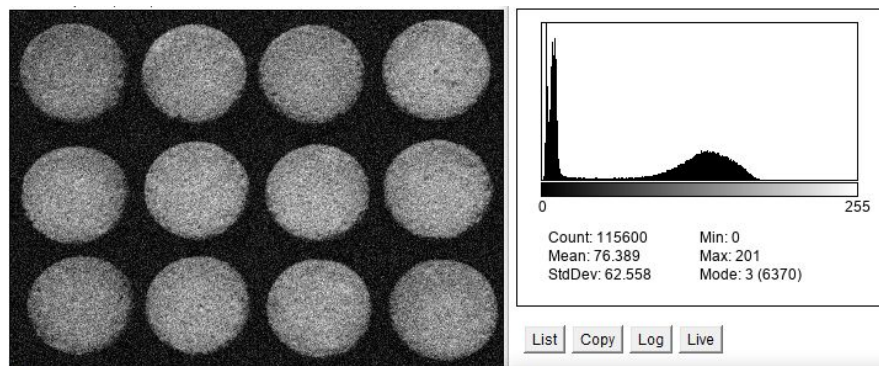 0 255
Count: 115600 Min: 0
Mean: 76.389 Max: 201
StdDev: 62.558 Mode: 3 (6370)
List Copy Log Live